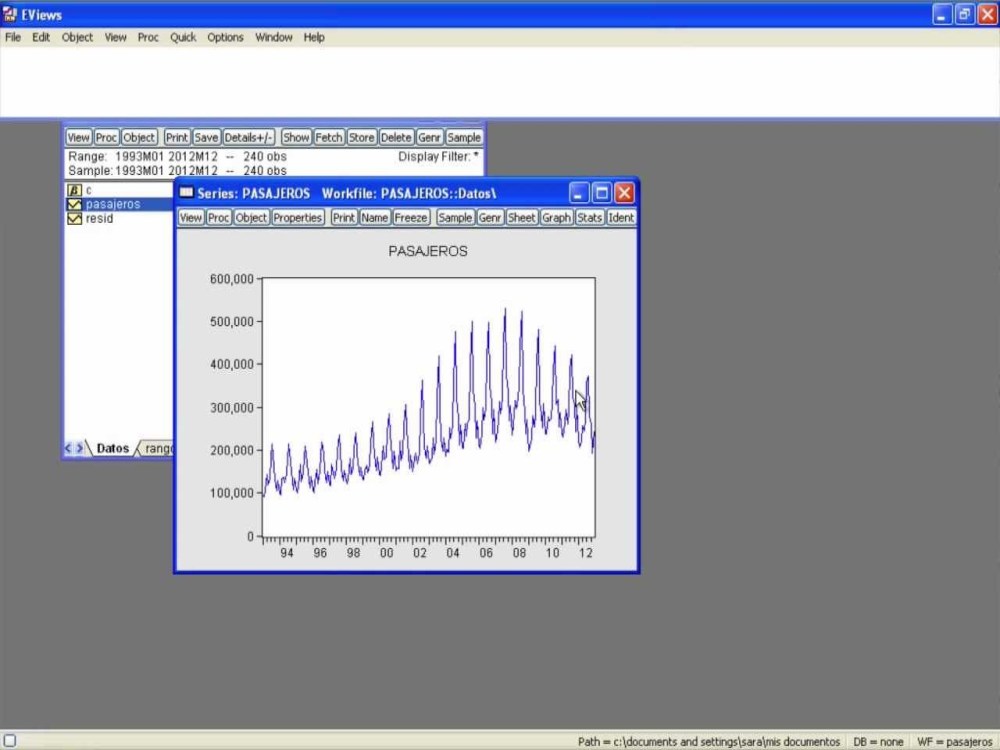 EViews
File Edit Object View Proc Quick Options Window Help
View Proc Object Print Save Details+/- Show Fetch Store Delete Genr Sample
Range: 1993M01 2012M12 -- 240 obs Display Filter: *
Sample: 1993M01 2012M12 -- 240 obs
c
pasajeros
resid
Datos rang
Series: PASAJEROS Workfile: PASAJEROS::Datos\
View Proc Object Properties Print Name Freeze Sample Genr Sheet Graph Stats Ident
PASAJEROS
600,000
500,000
400,000
300,000
200,000
100,000
0
94 96 98 00 02 04 06 08 10 12
Path = c:\documents and settings\sara\mis documentos DB = none WF = pasajeros